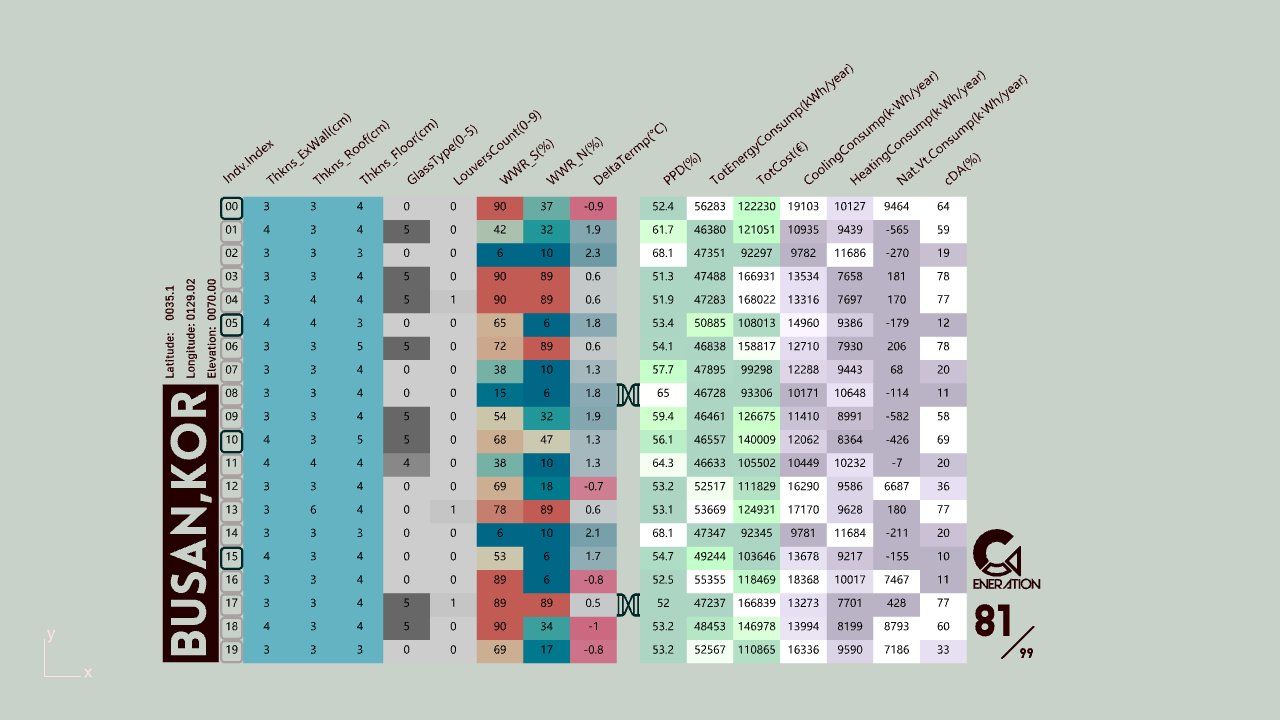 Indv.Index Thkns_ExWall(cm) Thkns_Roof(cm) Thkns_Floor(cm) GlassType(0-5) LouversCount(0-9) WWR_S(%) WWR_N(%) DeltaTermp(°C) PPD(%) TotEnergyConsump(kWh/year) TotCost(€) CoolingConsump(k·Wh/year) HeatingConsump(k·Wh/year) Nat.Vt.Consump(k·Wh/year) cDA(%)
00 3 3 4 0 0 90 37 -0.9 52.4 56283 122230 19103 10127 9464 64
01 4 3 4 5 0 42 32 1.9 61.7 46380 121051 10935 9439 -565 59
02 3 3 3 0 0 6 10 2.3 68.1 47351 92297 9782 11686 -270 19
03 3 3 4 5 0 90 89 0.6 51.3 47488 166931 13534 7658 181 78
04 3 4 4 5 1 90 89 0.6 51.9 47283 168022 13316 7697 170 77
05 4 4 3 0 0 65 6 1.8 53.4 50885 108013 14960 9386 -179 12
06 3 3 5 5 0 72 89 0.6 54.1 46838 158817 12710 7930 206 78
07 3 3 4 0 0 38 10 1.3 57.7 47895 99298 12288 9443 68 20
08 3 3 4 0 0 15 6 1.8 65 46728 93306 10171 10648 -114 11
09 4 3 4 5 0 54 32 1.9 59.4 46461 126675 11410 8991 -582 58
10 4 3 5 5 0 68 47 1.3 56.1 46557 140009 12062 8364 -426 69
11 4 4 4 4 0 38 10 1.3 64.3 46633 105502 10449 10232 -7 20
12 3 3 4 0 0 69 18 -0.7 53.2 52517 111829 16290 9586 6687 36
13 3 6 4 0 1 78 89 0.6 53.1 53669 124931 17170 9628 180 77
14 3 3 3 0 0 6 10 2.1 68.1 47347 92345 9781 11684 -211 20
15 4 3 4 0 0 53 6 1.7 54.7 49244 103646 13678 9217 -155 10
16 3 3 4 0 0 89 6 -0.8 52.5 55355 118469 18368 10017 7467 11
17 3 3 4 5 1 89 89 0.5 52 47237 166839 13273 7701 428 77
18 4 3 4 5 0 90 34 -1 53.2 48453 146978 13994 8199 8793 60
19 3 3 3 0 0 69 17 -0.8 53.2 52567 110865 16336 9590 7186 33
Latitude: 0035.1
Longitude: 0129.02
Elevation: 0070.00
BUSAN,KOR
ENERATION
81/99
y
x